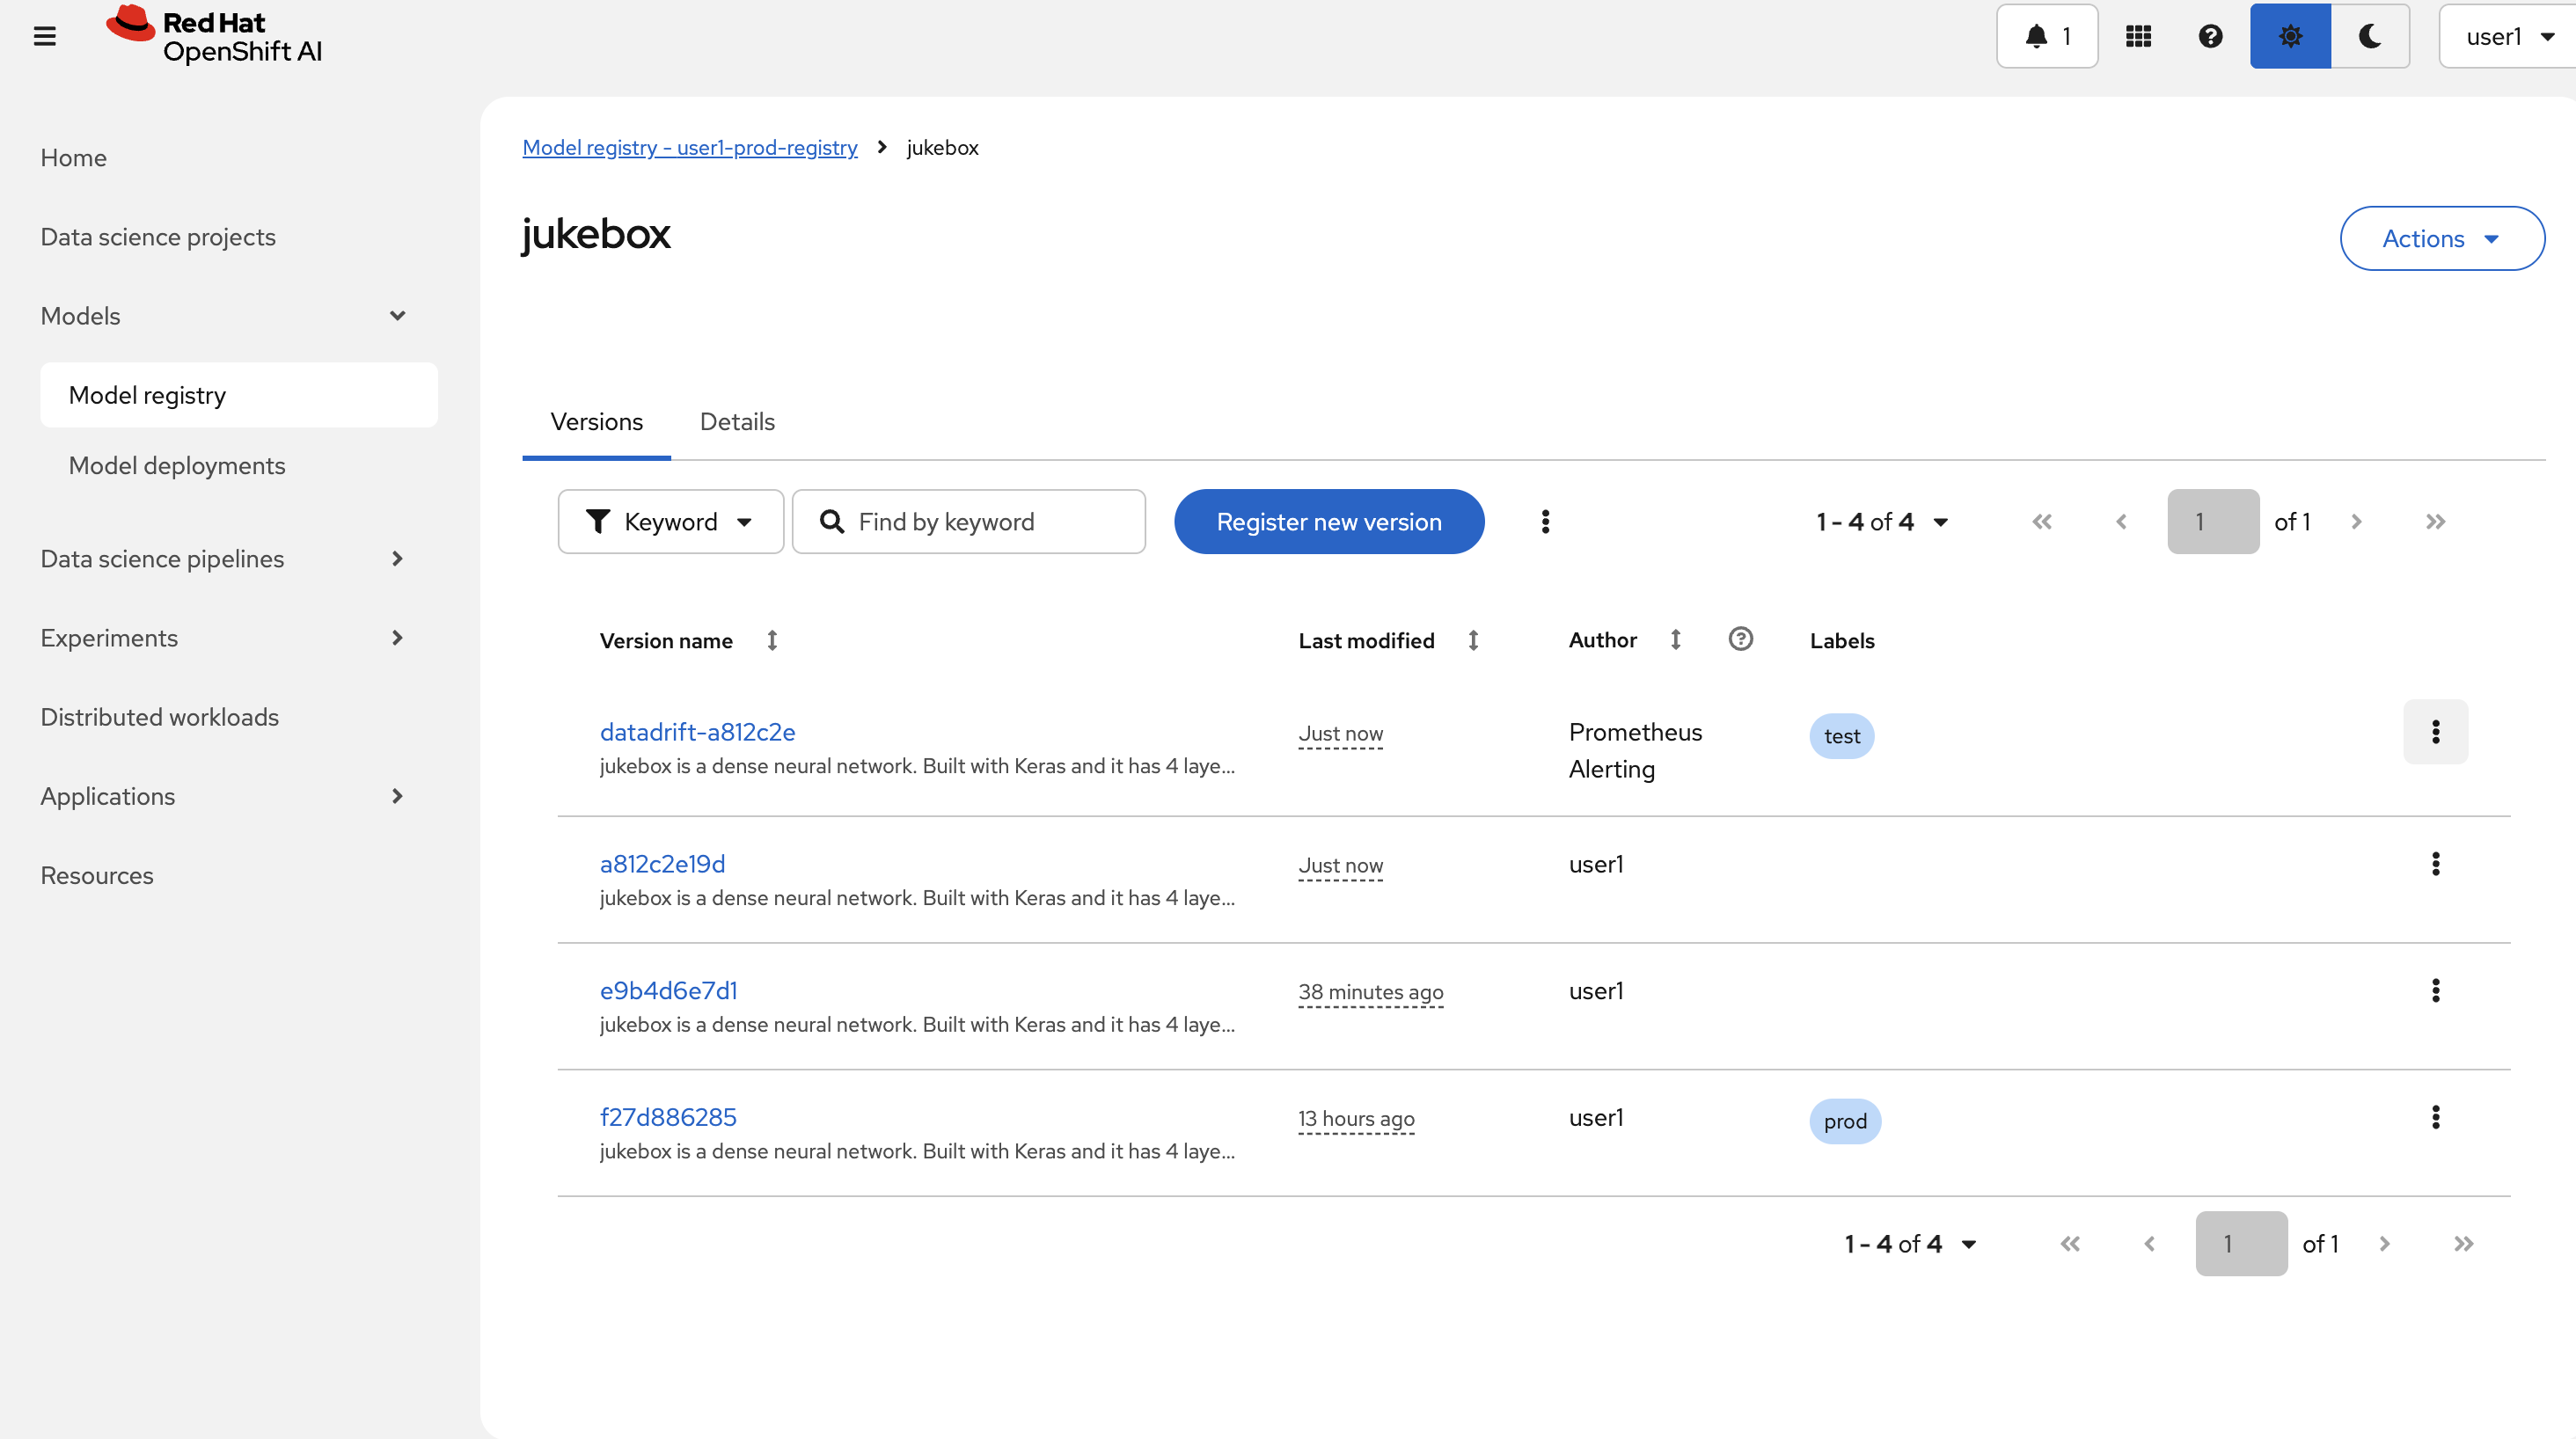 Red Hat
OpenShift AI
1
user1
Home
Data science projects
Models
Model registry
Model deployments
Data science pipelines
Experiments
Distributed workloads
Applications
Resources
Model registry - user1-prod-registry
jukebox
jukebox
Actions
Versions
Details
Keyword
Find by keyword
Register new version
1 - 4 of 4
1
of 1
Version name
Last modified
Author
Labels
datadrift-a812c2e
jukebox is a dense neural network. Built with Keras and it has 4 laye...
Just now
Prometheus
Alerting
test
a812c2e19d
jukebox is a dense neural network. Built with Keras and it has 4 laye...
Just now
user1
e9b4d6e7d1
jukebox is a dense neural network. Built with Keras and it has 4 laye...
38 minutes ago
user1
f27d886285
jukebox is a dense neural network. Built with Keras and it has 4 laye...
13 hours ago
user1
prod
1 - 4 of 4
1
of 1